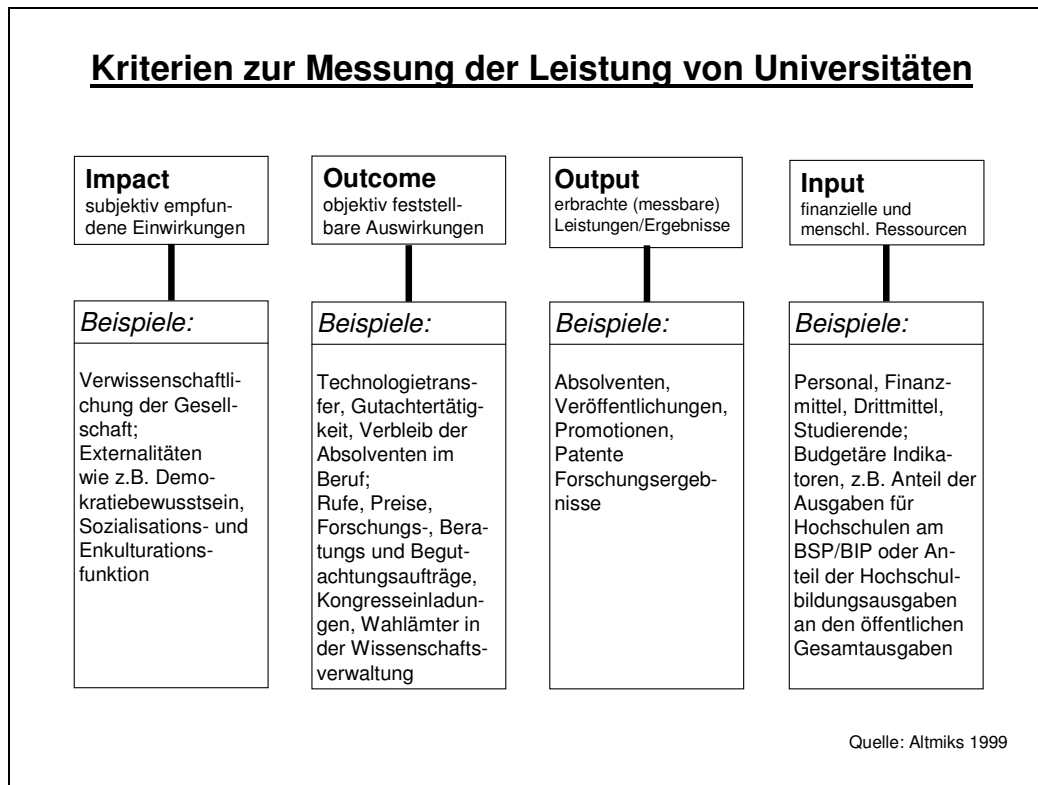 Kriterien zur Messung der Leistung von Universitäten
Impact
subjektiv empfun-
dene Einwirkungen
Beispiele:
Verwissenschaftli-
chung der Gesell-
schaft;
Externalitäten
wie z.B. Demo-
kratiebewusstsein,
Sozialisations- und
Enkulturations-
funktion
Outcome
objektiv feststell-
bare Auswirkungen
Beispiele:
Technologietrans-
fer, Gutachtertätig-
keit, Verbleib der
Absolventen im
Beruf;
Rufe, Preise,
Forschungs-, Bera-
tungs und Begut-
achtungsaufträge,
Kongresseinladun-
gen, Wahlämter in
der Wissenschafts-
verwaltung
Output
erbrachte (messbare)
Leistungen/Ergebnisse
Beispiele:
Absolventen,
Veröffentlichungen,
Promotionen,
Patente
Forschungsergeb-
nisse
Input
finanzielle und
menschl. Ressourcen
Beispiele:
Personal, Finanz-
mittel, Drittmittel,
Studierende;
Budgetäre Indika-
toren, z.B. Anteil der
Ausgaben für
Hochschulen am
BSP/BIP oder An-
teil der Hochschul-
bildungsausgaben
an den öffentlichen
Gesamtausgaben
Quelle: Altmiks 1999